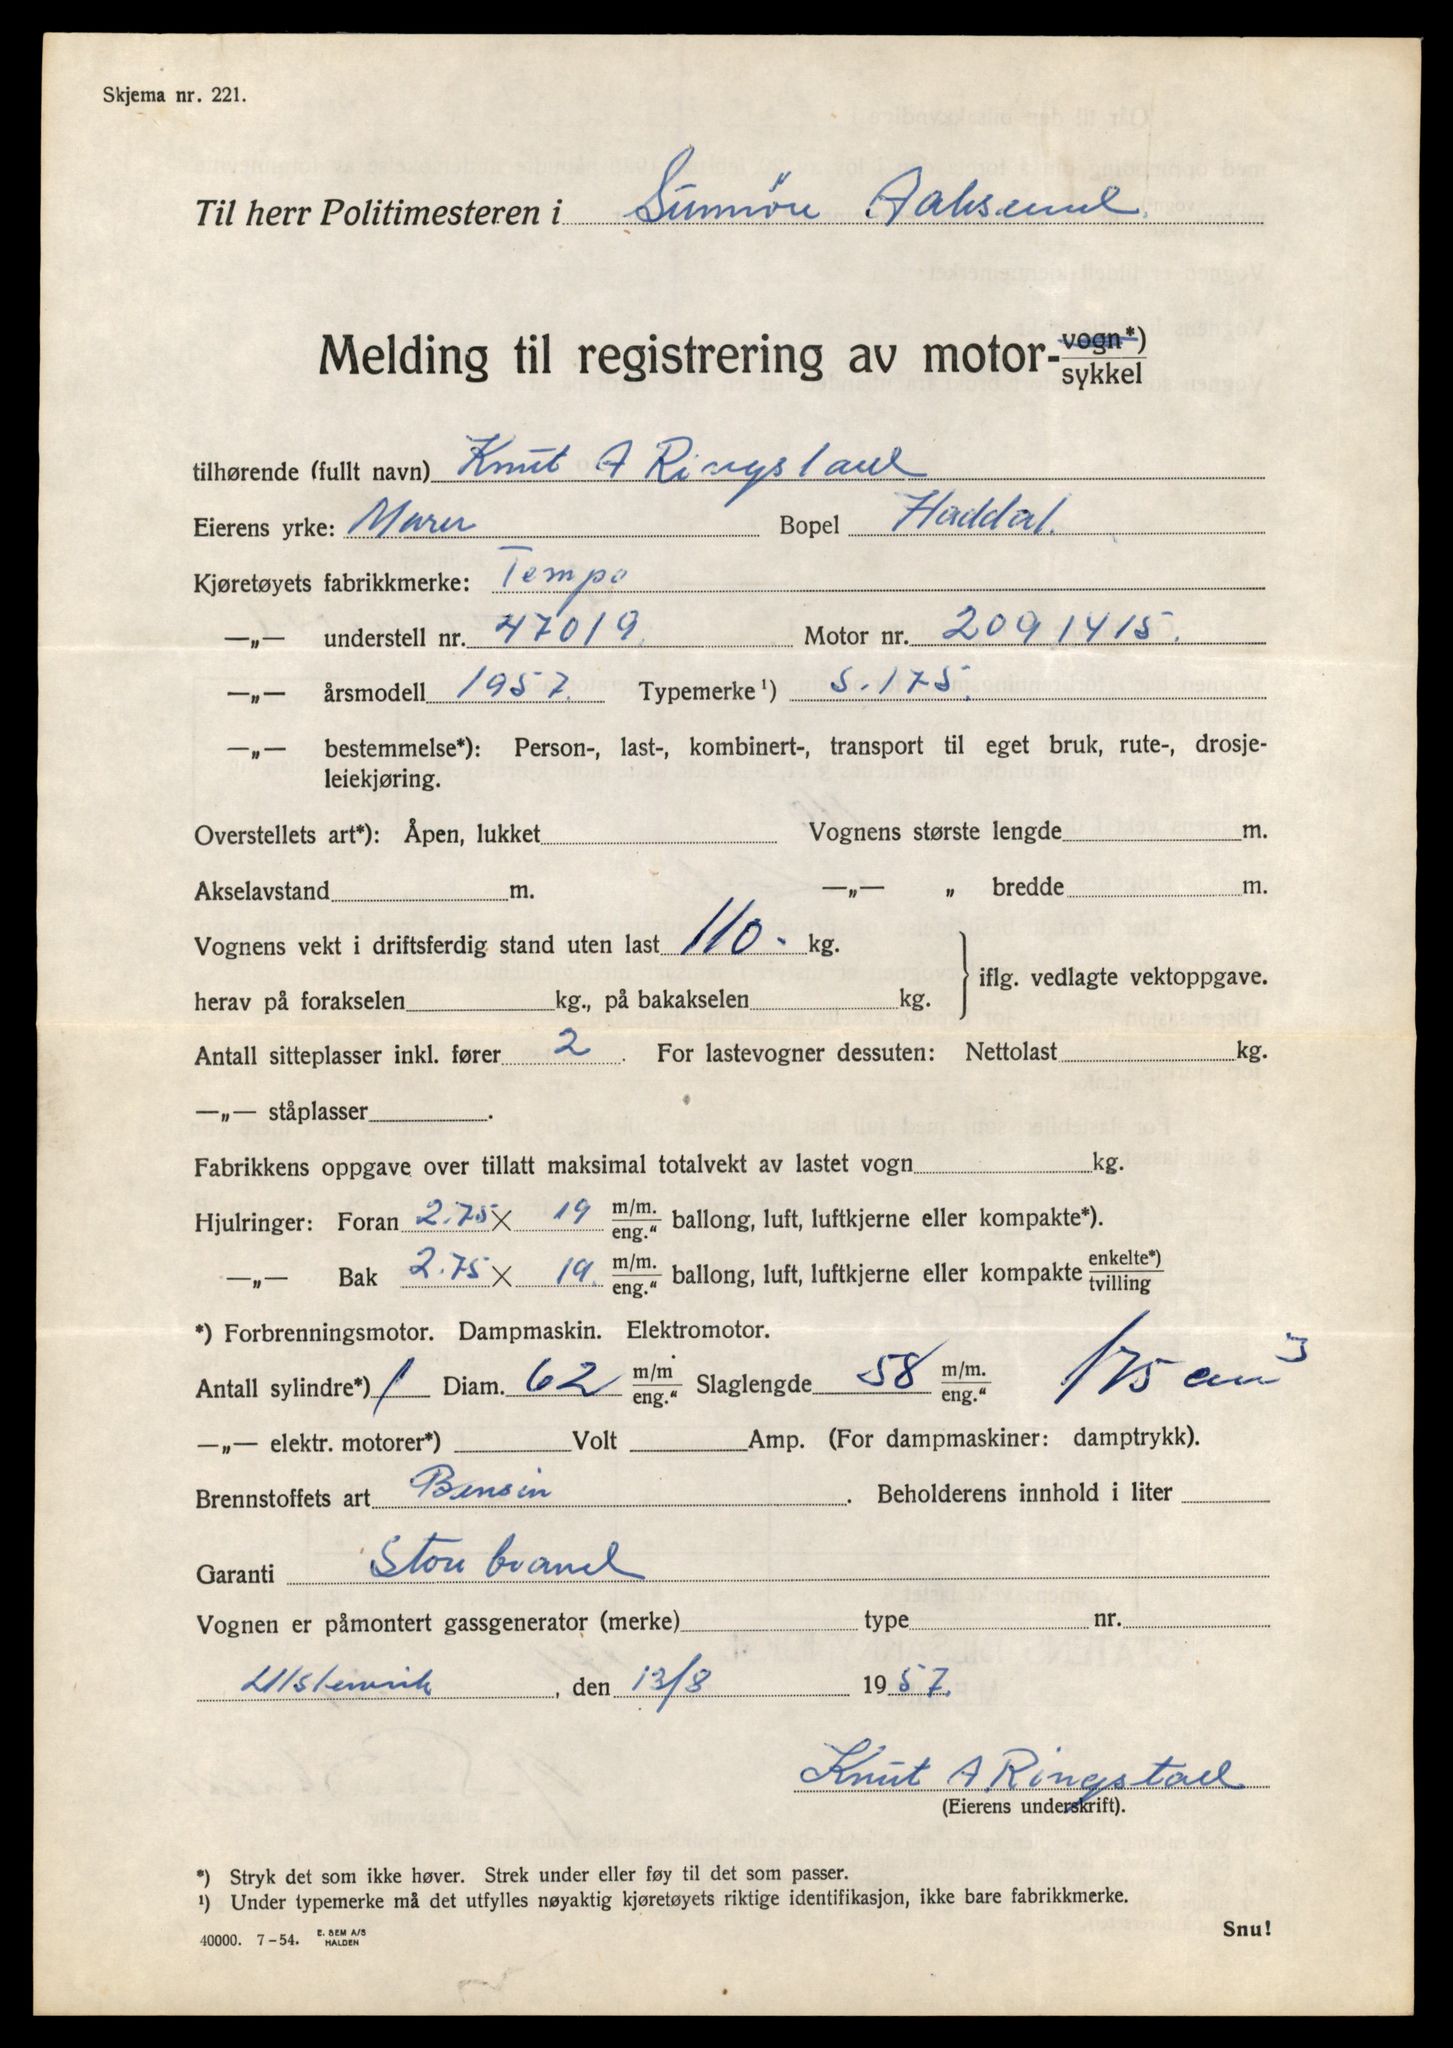 Skjema nr. 221.
Til herr Politimesteren i Sunnöre Aalesund
Melding til registrering av motor-vogn*)
sykkel
tilhørende (fullt navn) Knut A Ringstad
Eierens yrke: Murer Bopel Haddal.
Kjøretøyets fabrikkmerke: Tempo
—„— understell nr. 47019. Motor nr. 2091415.
—„— årsmodell 1957. Typemerke¹) S.175.
—„— bestemmelse*): Person-, last-, kombinert-, transport til eget bruk, rute-, drosje-
leiekjøring.
Overstellets art*): Åpen, lukket Vognens største lengde m.
Akselavstand m. —„— „ bredde m.
Vognens vekt i driftsferdig stand uten last 110.- kg.
iflg. vedlagte vektoppgave.
herav på forakselen kg., på bakakselen kg.
Antall sitteplasser inkl. fører 2. For lastevogner dessuten: Nettolast kg.
—„— ståplasser .
Fabrikkens oppgave over tillatt maksimal totalvekt av lastet vogn kg.
Hjulringer: Foran 2.75 × 19 m/m. eng.“ ballong, luft, luftkjerne eller kompakte*).
—„— Bak 2.75 × 19. m/m. eng.“ ballong, luft, luftkjerne eller kompakte enkelte*) tvilling
*) Forbrenningsmotor. Dampmaskin. Elektromotor.
Antall sylindre*) 1 Diam. 62 m/m eng.“ Slaglengde 58 m/m. eng.“ 175 cm³
—„— elektr. motorer*) Volt Amp. (For dampmaskiner: damptrykk).
Brennstoffets art Bensin . Beholderens innhold i liter
Garanti Storebrand
Vognen er påmontert gassgenerator (merke) type nr.
Ulsteinvik, den 13/8 1957.
Knut A Ringstad
(Eierens underskrift).
*) Stryk det som ikke høver. Strek under eller føy til det som passer.
¹) Under typemerke må det utfylles nøyaktig kjøretøyets riktige identifikasjon, ikke bare fabrikkmerke.
40000. 7–54. E. SEM A/S
HALDEN
Snu!